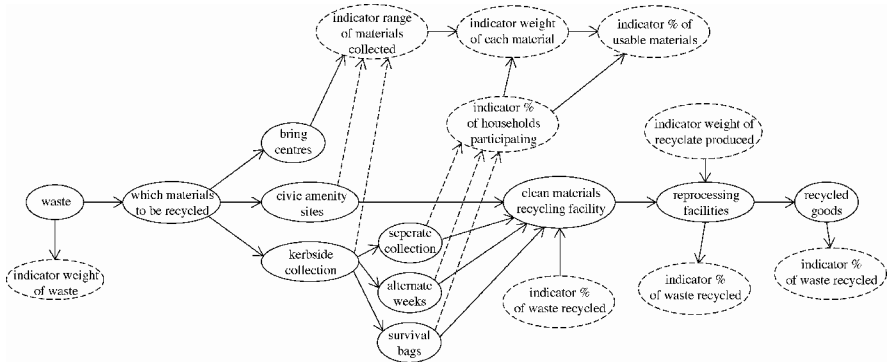 indicator range
of materials
collected
indicator weight
of each material
indicator % of
usable materials
indicator %
of households
participating
indicator weight of
recyclate produced
bring
centres
waste
which materials
to be recycled
civic amenity
sites
clean materials
recycling facility
reprocessing
facilities
recycled
goods
kerbside
collection
seperate
collection
indicator weight
of waste
alternate
weeks
indicator %
of waste recycled
indicator %
of waste recycled
indicator %
of waste recycled
survival
bags